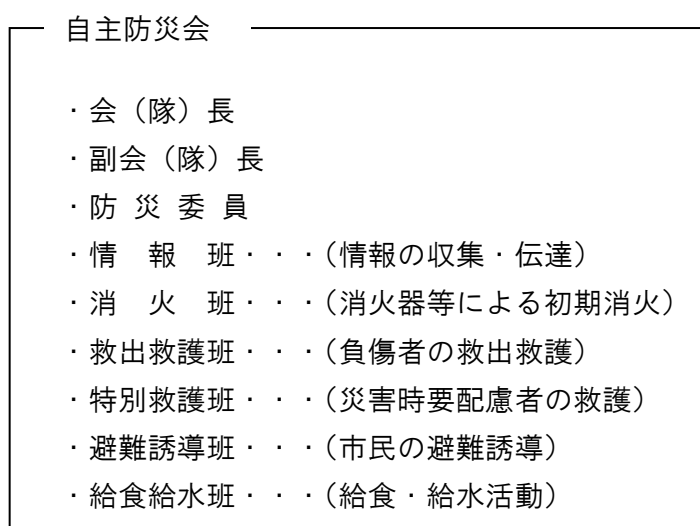 自主防災会
・会（隊）長
・副会（隊）長
・防 災 委 員
・情　報　班・・・（情報の収集・伝達）
・消　火　班・・・（消火器等による初期消火）
・救出救護班・・・（負傷者の救出救護）
・特別救護班・・・（災害時要配慮者の救護）
・避難誘導班・・・（市民の避難誘導）
・給食給水班・・・（給食・給水活動）